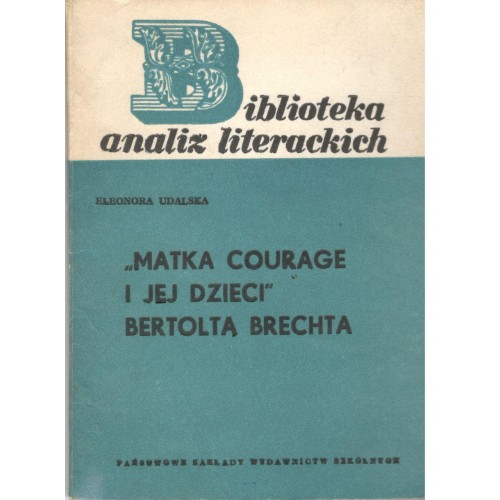 Biblioteka
analiz literackich
ELEONORA UDALSKA
„MATKA COURAGE
I JEJ DZIECI"
BERTOLTA BRECHTA
PAŃSTWOWE ZAKŁADY WYDAWNICTW SZKOLNYCH